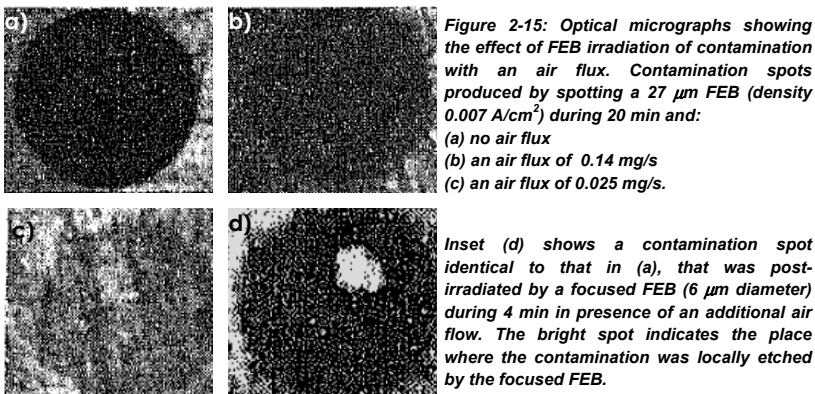 a)
b)
Figure 2-15: Optical micrographs showing
the effect of FEB irradiation of contamination
with an air flux. Contamination spots
produced by spotting a 27 μm FEB (density
0.007 A/cm²) during 20 min and:
(a) no air flux
(b) an air flux of 0.14 mg/s
(c) an air flux of 0.025 mg/s.
c)
d)
Inset (d) shows a contamination spot
identical to that in (a), that was post-
irradiated by a focused FEB (6 μm diameter)
during 4 min in presence of an additional air
flow. The bright spot indicates the place
where the contamination was locally etched
by the focused FEB.